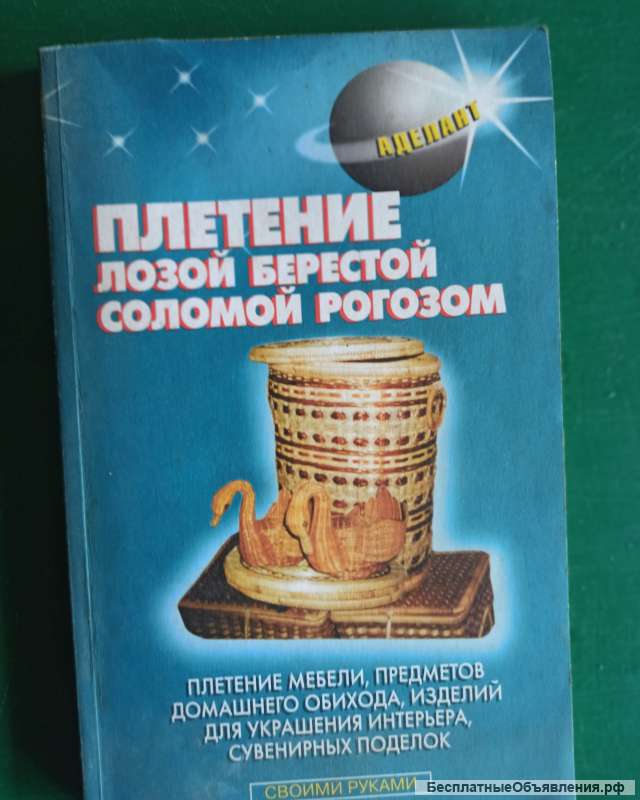 АДЕЛАНТ
ПЛЕТЕНИЕ
ЛОЗОЙ БЕРЕСТОЙ
СОЛОМОЙ РОГОЗОМ
ПЛЕТЕНИЕ МЕБЕЛИ, ПРЕДМЕТОВ
ДОМАШНЕГО ОБИХОДА, ИЗДЕЛИЙ
ДЛЯ УКРАШЕНИЯ ИНТЕРЬЕРА,
СУВЕНИРНЫХ ПОДЕЛОК
СВОИМИ РУКАМИ
БесплатныеОбъявления.рф